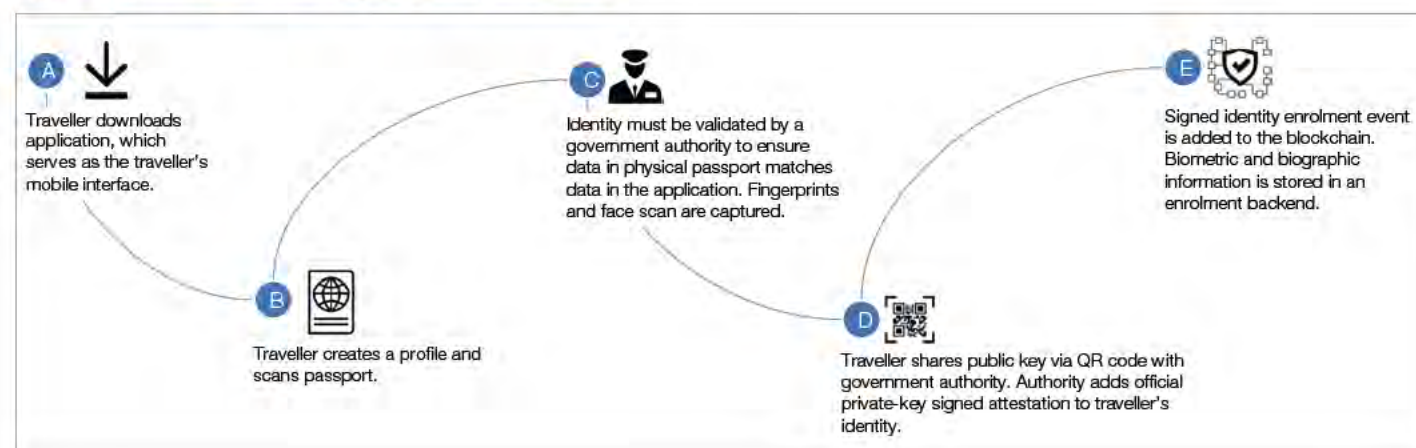 A
Traveller downloads
application, which
serves as the traveller's
mobile interface.
B
Traveller creates a profile and
scans passport.
C
Identity must be validated by a
government authority to ensure
data in physical passport matches
data in the application. Fingerprints
and face scan are captured.
D
Traveller shares public key via QR code with
government authority. Authority adds official
private-key signed attestation to traveller's
identity.
E
Signed identity enrolment event
is added to the blockchain.
Biometric and biographic
information is stored in an
enrolment backend.